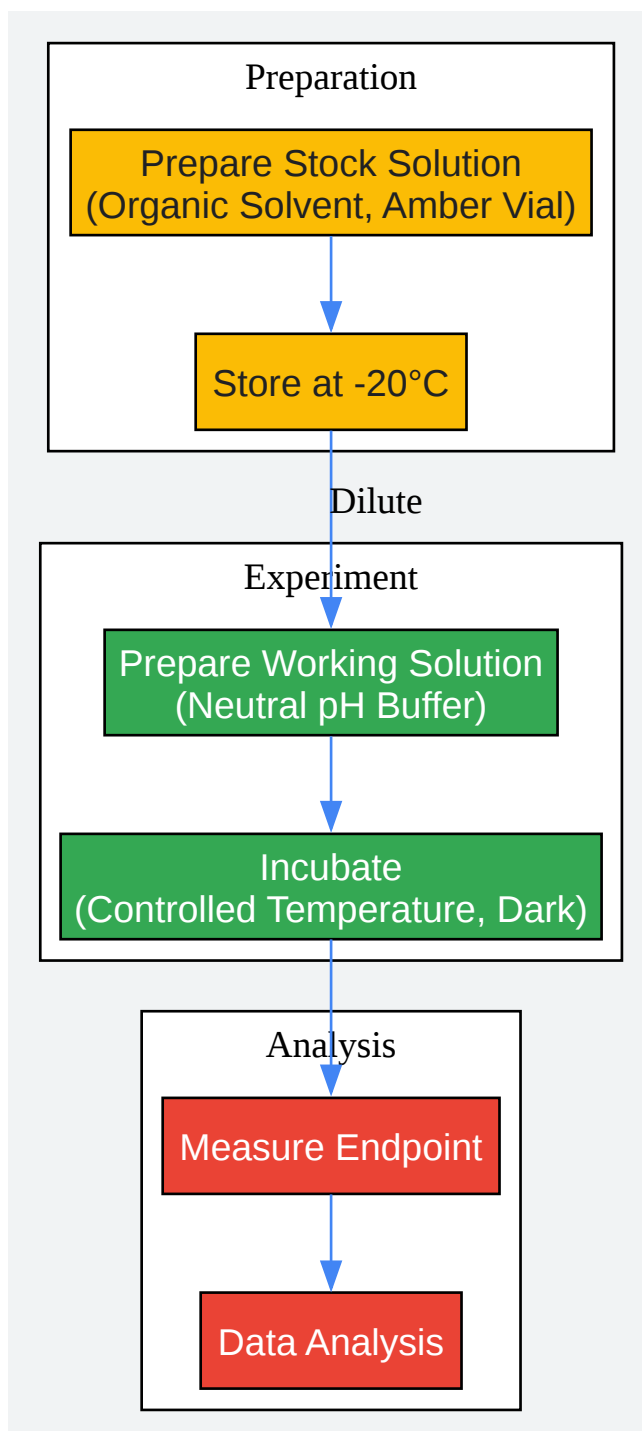 Preparation
Prepare Stock Solution
(Organic Solvent, Amber Vial)
Store at -20°C
Dilute
Experiment
Prepare Working Solution
(Neutral pH Buffer)
Incubate
(Controlled Temperature, Dark)
Analysis
Measure Endpoint
Data Analysis